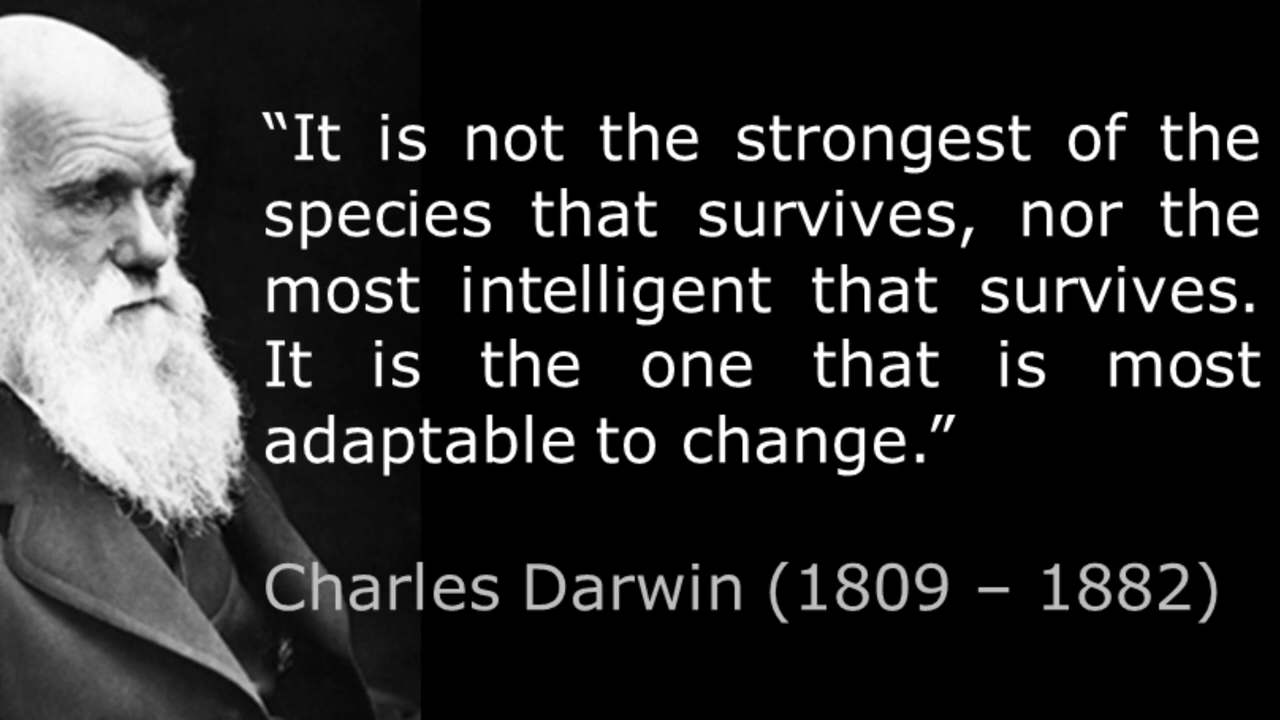 “It is not the strongest of the
species that survives, nor the
most intelligent that survives.
It is the one that is most
adaptable to change.”
Charles Darwin (1809 – 1882)